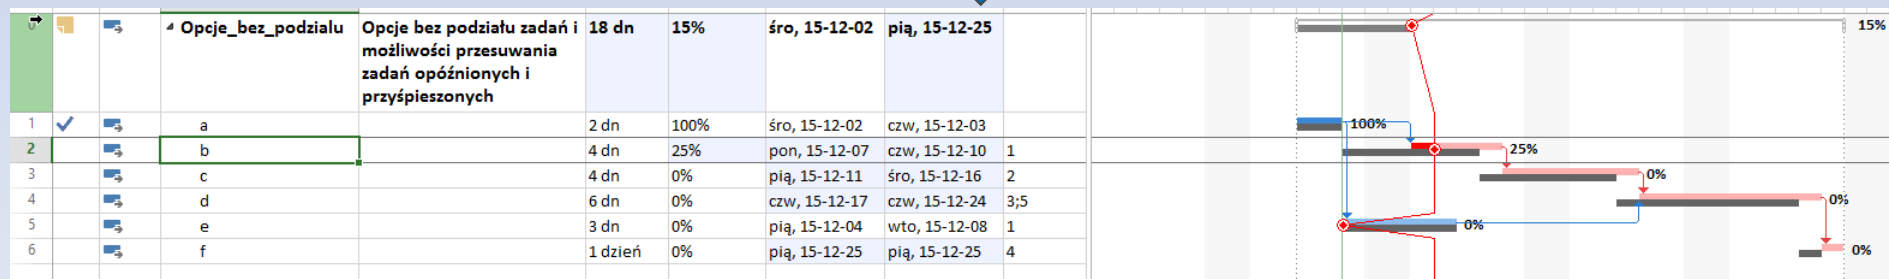 0 Opcje_bez_podzialu Opcje bez podziału zadań i 18 dn 15% śro, 15-12-02 pią, 15-12-25 15%
możliwości przesuwania
zadań opóźnionych i
przyśpieszonych
1 a 2 dn 100% śro, 15-12-02 czw, 15-12-03 100%
2 b 4 dn 25% pon, 15-12-07 czw, 15-12-10 1 25%
3 c 4 dn 0% pią, 15-12-11 śro, 15-12-16 2 0%
4 d 6 dn 0% czw, 15-12-17 czw, 15-12-24 3;5 0%
5 e 3 dn 0% pią, 15-12-04 wto, 15-12-08 1 0%
6 f 1 dzień 0% pią, 15-12-25 pią, 15-12-25 4 0%